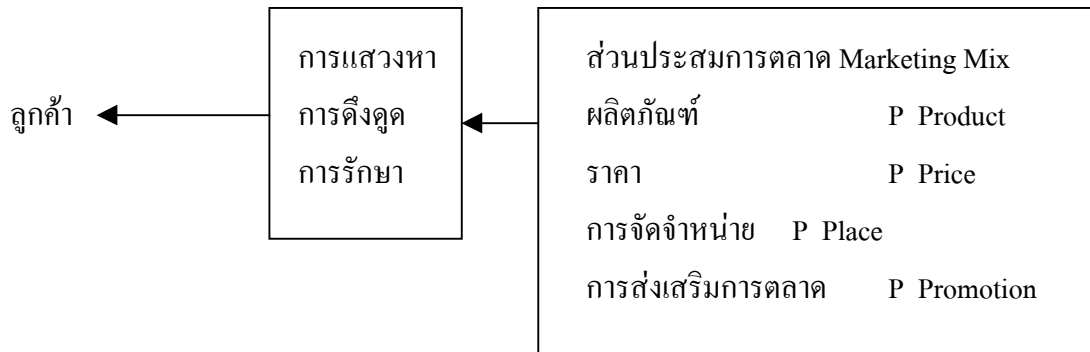 ลูกค้า
การแสวงหา
การดึงดูด
การรักษา
ส่วนประสมการตลาด Marketing Mix
ผลิตภัณฑ์ P Product
ราคา P Price
การจัดจำหน่าย P Place
การส่งเสริมการตลาด P Promotion